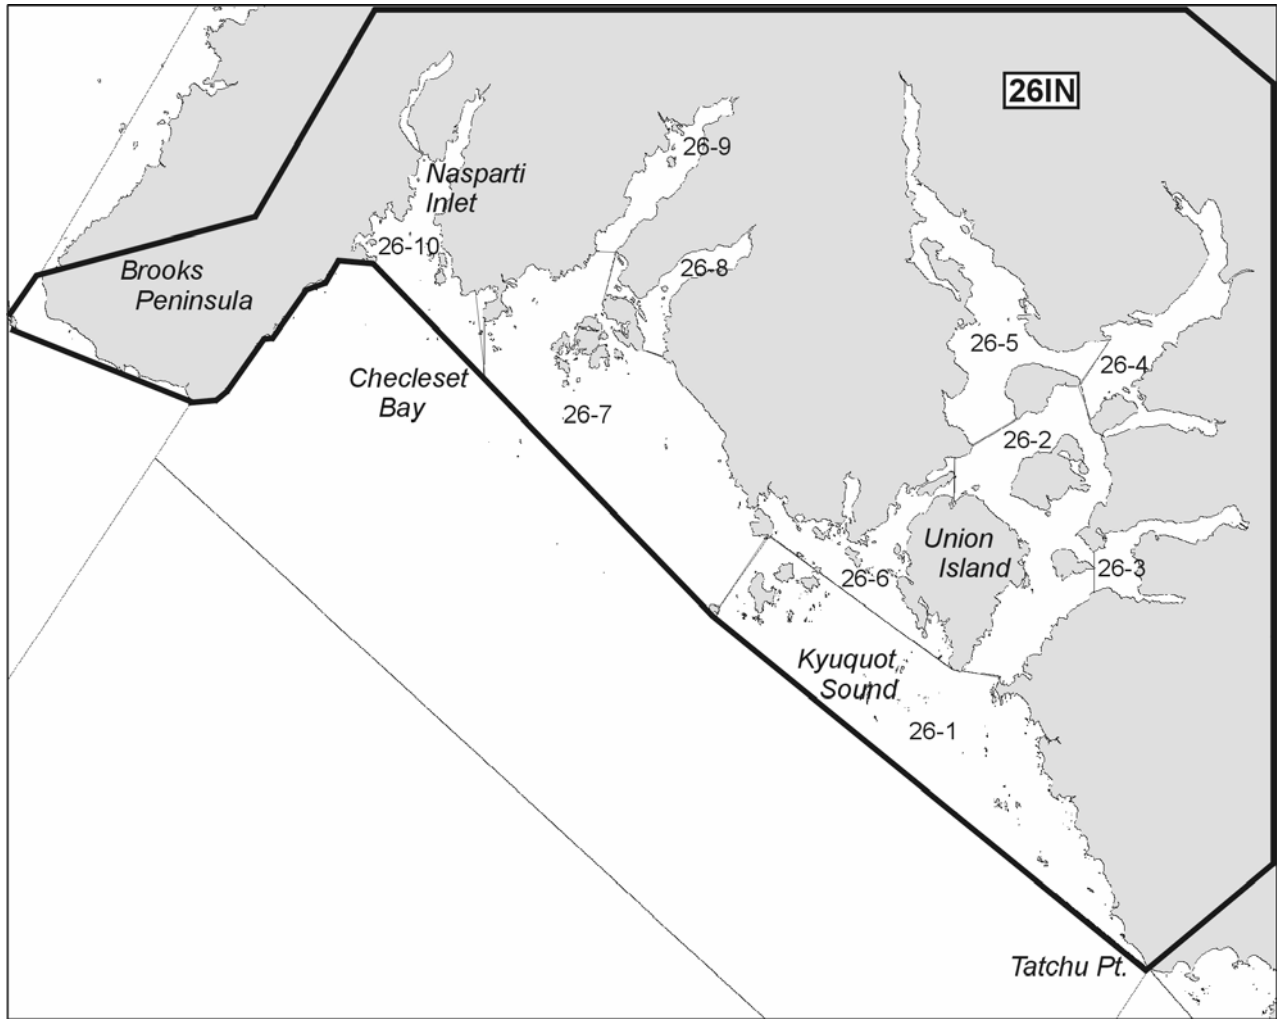 26IN
26-9
Nasparti
Inlet
26-10
26-8
Brooks
Peninsula
26-5
26-4
Checleset
Bay
26-7
26-2
Union
Island
26-3
26-6
Kyuquot
Sound
26-1
Tatchu Pt.